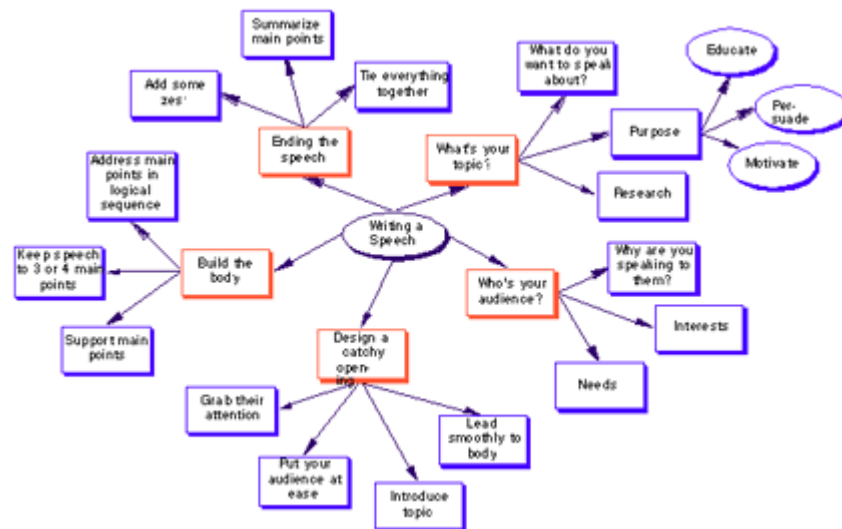 Summarize
main points
Add some
zes
Tie everything
together
Ending the
speech
What do you
want to speak
about?
Educate
Per-
suade
Motivate
Purpose
What's your
topic?
Research
Address main
points in
logical
sequence
Keep speech
to 3 or 4 main
points
Support main
points
Build the
body
Writing a
Speech
Who's your
audience?
Why are you
speaking to
them?
Interests
Needs
Design a
catchy
open-
ing
Grab their
attention
Put your
audience at
ease
Introduce
topic
Lead
smoothly to
body